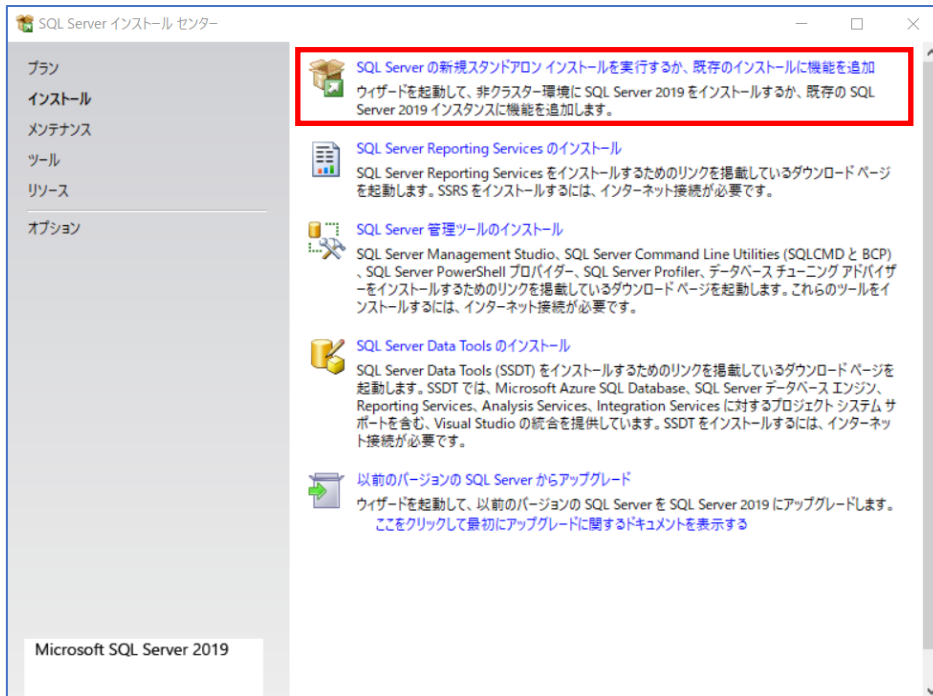 SQL Server インストール センター
プラン
インストール
メンテナンス
ツール
リソース
オプション
SQL Server の新規スタンドアロン インストールを実行するか、既存のインストールに機能を追加
ウィザードを起動して、非クラスター環境に SQL Server 2019 をインストールするか、既存の SQL
Server 2019 インスタンスに機能を追加します。
SQL Server Reporting Services のインストール
SQL Server Reporting Services をインストールするためのリンクを掲載しているダウンロード ページ
を起動します。SSRS をインストールするには、インターネット接続が必要です。
SQL Server 管理ツールのインストール
SQL Server Management Studio、SQL Server Command Line Utilities (SQLCMD と BCP)
、SQL Server PowerShell プロバイダー、SQL Server Profiler、データベース チューニング アドバイザ
ーをインストールするためのリンクを掲載しているダウンロード ページを起動します。これらのツールをイ
ンストールするには、インターネット接続が必要です。
SQL Server Data Tools のインストール
SQL Server Data Tools (SSDT) をインストールするためのリンクを掲載しているダウンロード ページを
起動します。SSDT では、Microsoft Azure SQL Database、SQL Server データベース エンジン、
Reporting Services、Analysis Services、Integration Services に対するプロジェクト システム サ
ポートを含む、Visual Studio の統合を提供しています。SSDT をインストールするには、インターネッ
ト接続が必要です。
以前のバージョンの SQL Server からアップグレード
ウィザードを起動して、以前のバージョンの SQL Server を SQL Server 2019 にアップグレードします。
ここをクリックして最初にアップグレードに関するドキュメントを表示する
Microsoft SQL Server 2019